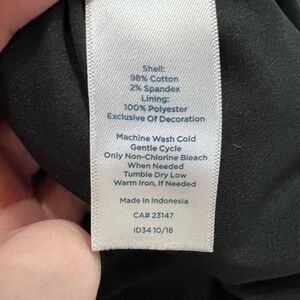 Shell:
98% Cotton
2% Spandex
Lining:
100% Polyester
Exclusive Of Decoration
Machine Wash Cold
Gentle Cycle
Only Non-Chlorine Bleach
When Needed
Tumble Dry Low
Warm Iron, If Needed
Made In Indonesia
CA# 23147
ID34 10/18